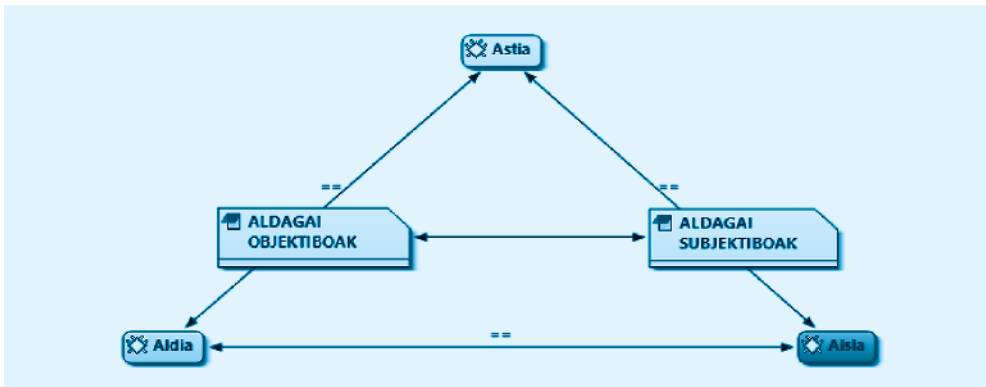 Astia
==
==
ALDAGAI
OBJEKTIBOAK
ALDAGAI
SUBJEKTIBOAK
Aldia
==
Aisia